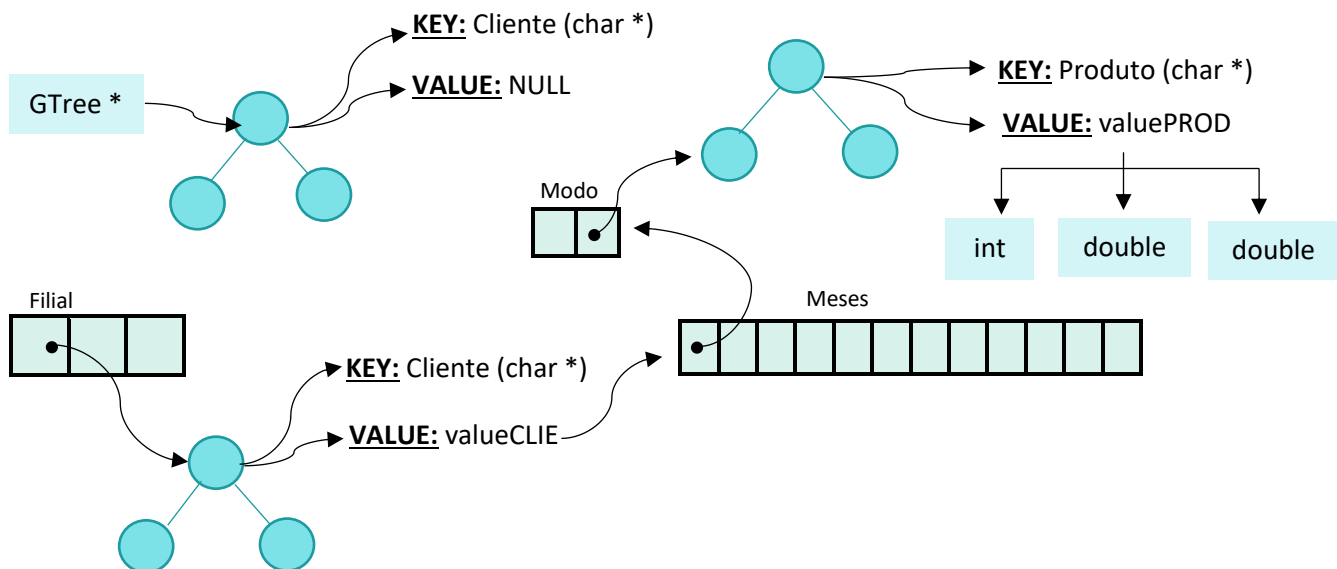 KEY: Cliente (char *)
GTree *
VALUE: NULL
KEY: Produto (char *)
VALUE: valuePROD
Modo
int
double
double
Filial
Meses
KEY: Cliente (char *)
VALUE: valueCLIE